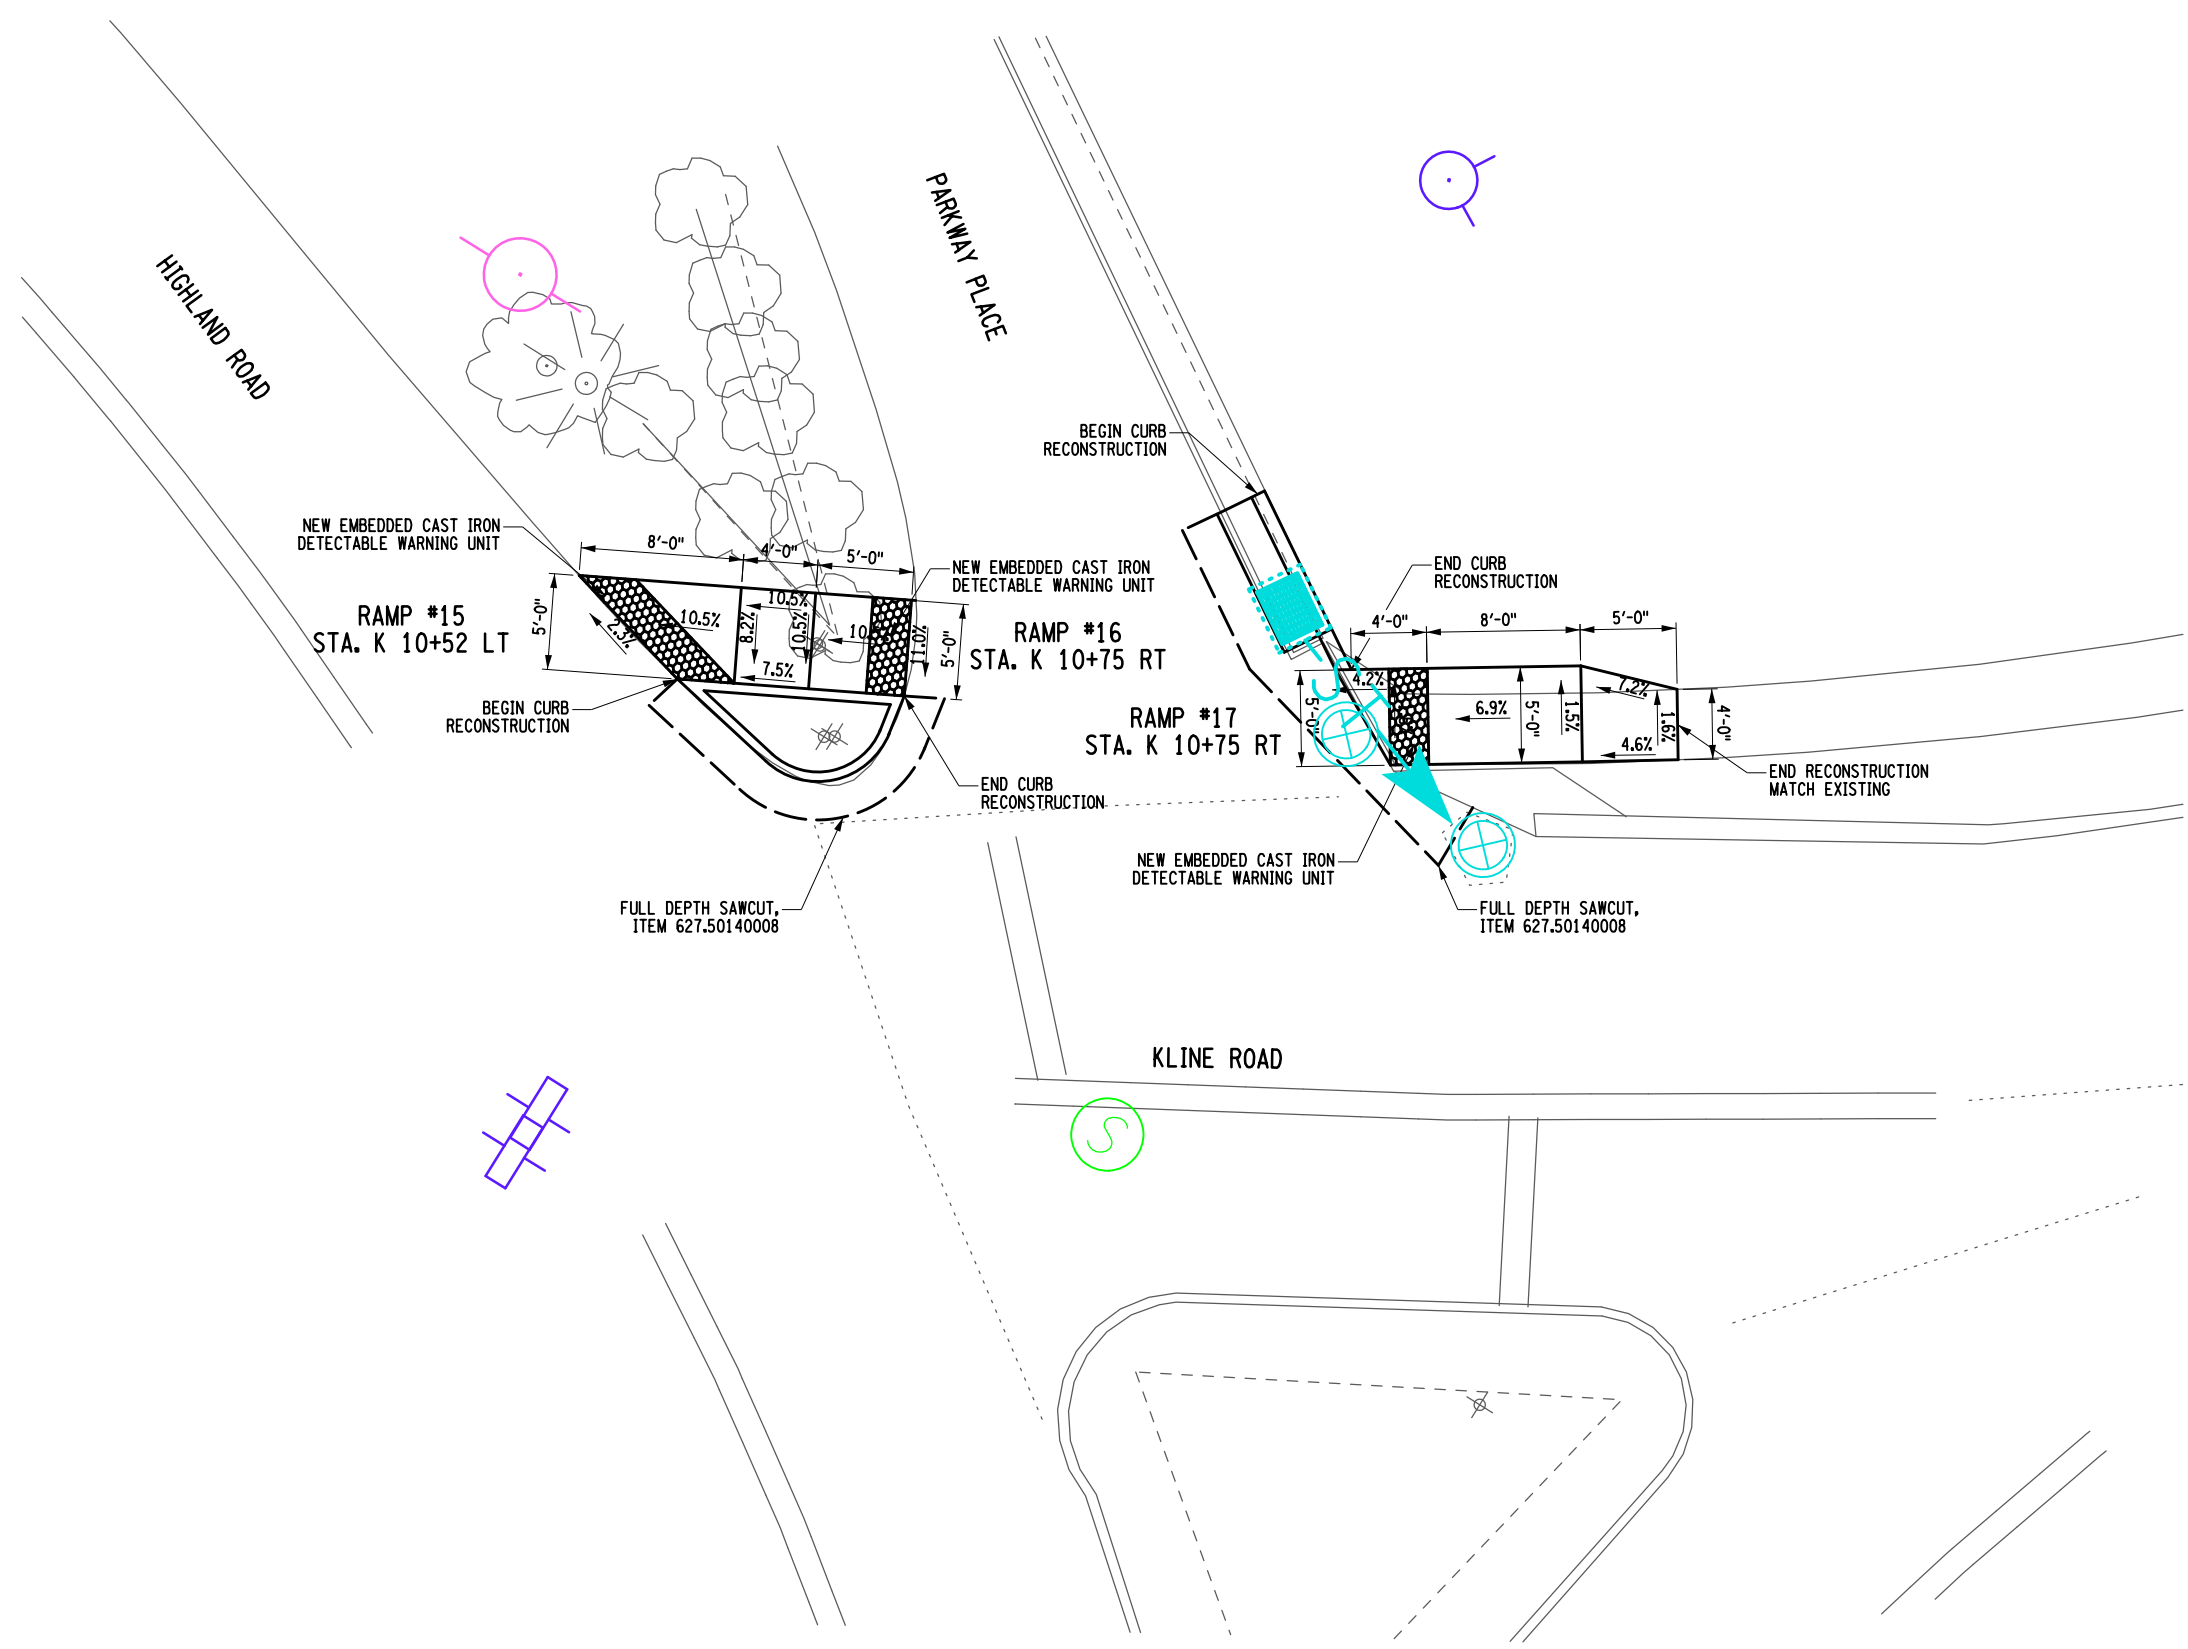 HIGHLAND ROAD
PARKWAY PLACE
BEGIN CURB
RECONSTRUCTION
NEW EMBEDDED CAST IRON
DETECTABLE WARNING UNIT
8'-0"
4'-0"
5'-0"
NEW EMBEDDED CAST IRON
DETECTABLE WARNING UNIT
END CURB
RECONSTRUCTION
5'-0"
RAMP #15
STA. K 10+52 LT
2.3%
10.5%
8.2%
10.5%
10.5%
7.5%
11.0%
5'-0"
RAMP #16
STA. K 10+75 RT
4'-0"
8'-0"
5'-0"
4.2%
5'-0"
6.9%
5'-0"
1.5%
7.2%
1.6%
4.6%
4'-0"
BEGIN CURB
RECONSTRUCTION
RAMP #17
STA. K 10+75 RT
END CURB
RECONSTRUCTION
END RECONSTRUCTION
MATCH EXISTING
NEW EMBEDDED CAST IRON
DETECTABLE WARNING UNIT
FULL DEPTH SAWCUT,
ITEM 627.50140008
FULL DEPTH SAWCUT,
ITEM 627.50140008
KLINE ROAD
S